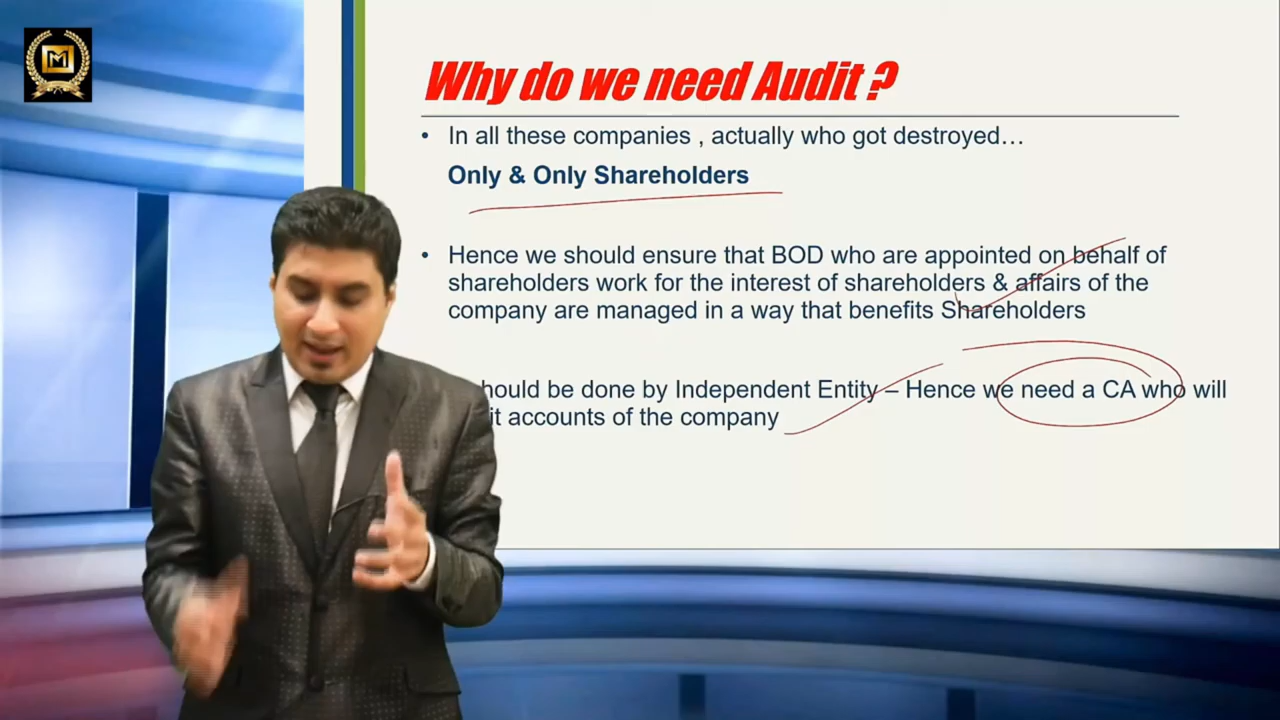 M
Why do we need Audit ?
• In all these companies , actually who got destroyed…
Only & Only Shareholders
• Hence we should ensure that BOD who are appointed on behalf of
shareholders work for the interest of shareholders & affairs of the
company are managed in a way that benefits Shareholders
hould be done by Independent Entity – Hence we need a CA who will
it accounts of the company